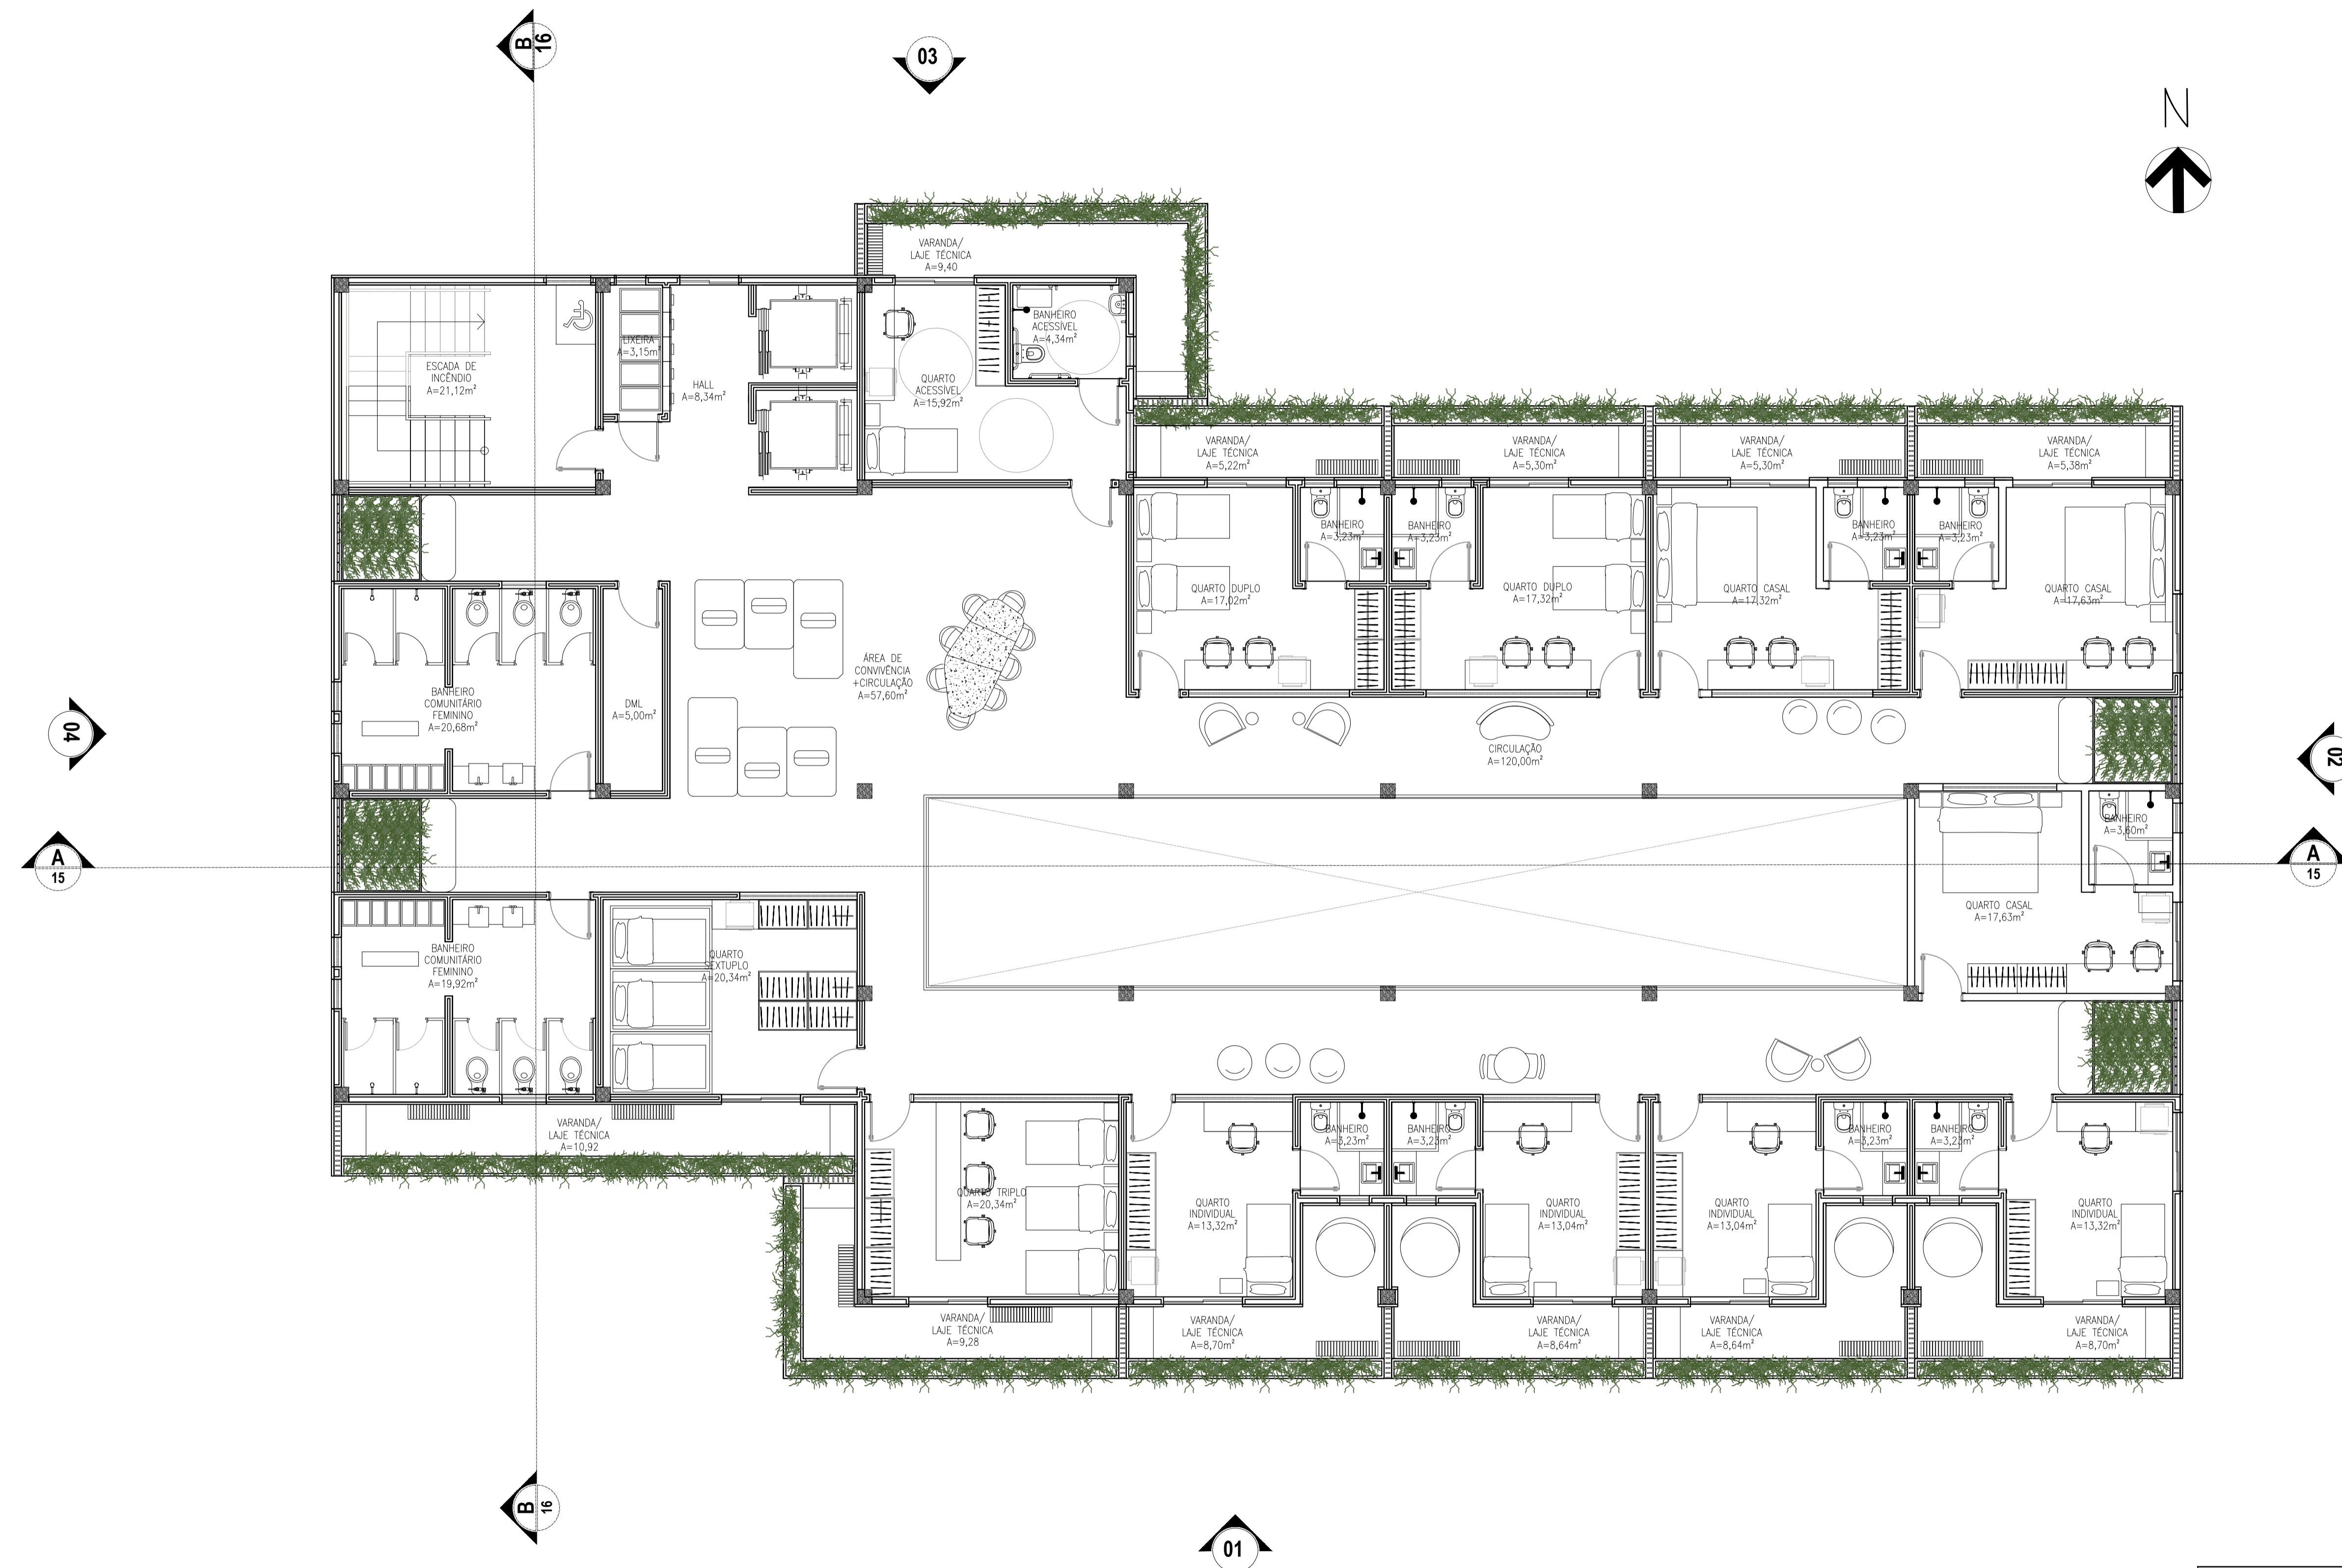 B
16
03
N
VARANDA/
LAJE TÉCNICA
A=9,40
ESCADA DE
INCÊNDIO
A=21,12m²
LIXEIRA
A=3,15m²
HALL
A=8,34m²
QUARTO
ACESSÍVEL
A=15,92m²
BANHEIRO
ACESSÍVEL
A=4,34m²
VARANDA/
LAJE TÉCNICA
A=5,22m²
VARANDA/
LAJE TÉCNICA
A=5,30m²
VARANDA/
LAJE TÉCNICA
A=5,30m²
VARANDA/
LAJE TÉCNICA
A=5,38m²
BANHEIRO
A=3,23m²
BANHEIRO
A=3,23m²
BANHEIRO
A=3,23m²
BANHEIRO
A=3,23m²
QUARTO DUPLO
A=17,02m²
QUARTO DUPLO
A=17,32m²
QUARTO CASAL
A=17,32m²
QUARTO CASAL
A=17,63m²
BANHEIRO
COMUNITÁRIO
FEMININO
A=20,68m²
DML
A=5,00m²
ÁREA DE
CONVIVÊNCIA
+CIRCULAÇÃO
A=57,60m²
CIRCULAÇÃO
A=120,00m²
04
02
A
15
BANHEIRO
A=3,60m²
A
15
QUARTO CASAL
A=17,63m²
BANHEIRO
COMUNITÁRIO
FEMININO
A=19,92m²
QUARTO
SEXTUPLO
A=20,34m²
VARANDA/
LAJE TÉCNICA
A=10,92
BANHEIRO
A=3,23m²
BANHEIRO
A=3,23m²
BANHEIRO
A=3,23m²
BANHEIRO
A=3,23m²
QUARTO TRIPLO
A=20,34m²
QUARTO
INDIVIDUAL
A=13,32m²
QUARTO
INDIVIDUAL
A=13,04m²
QUARTO
INDIVIDUAL
A=13,04m²
QUARTO
INDIVIDUAL
A=13,32m²
VARANDA/
LAJE TÉCNICA
A=9,28
VARANDA/
LAJE TÉCNICA
A=8,70m²
VARANDA/
LAJE TÉCNICA
A=8,64m²
VARANDA/
LAJE TÉCNICA
A=8,64m²
VARANDA/
LAJE TÉCNICA
A=8,70m²
B
16
01